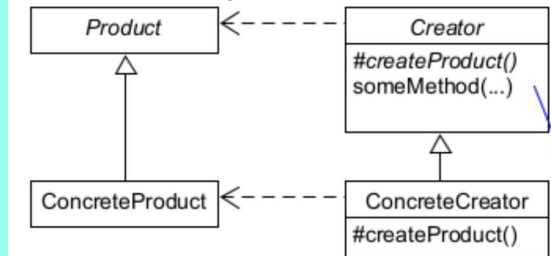 Product
Creator
#createProduct()
someMethod(...)
ConcreteProduct
ConcreteCreator
#createProduct()